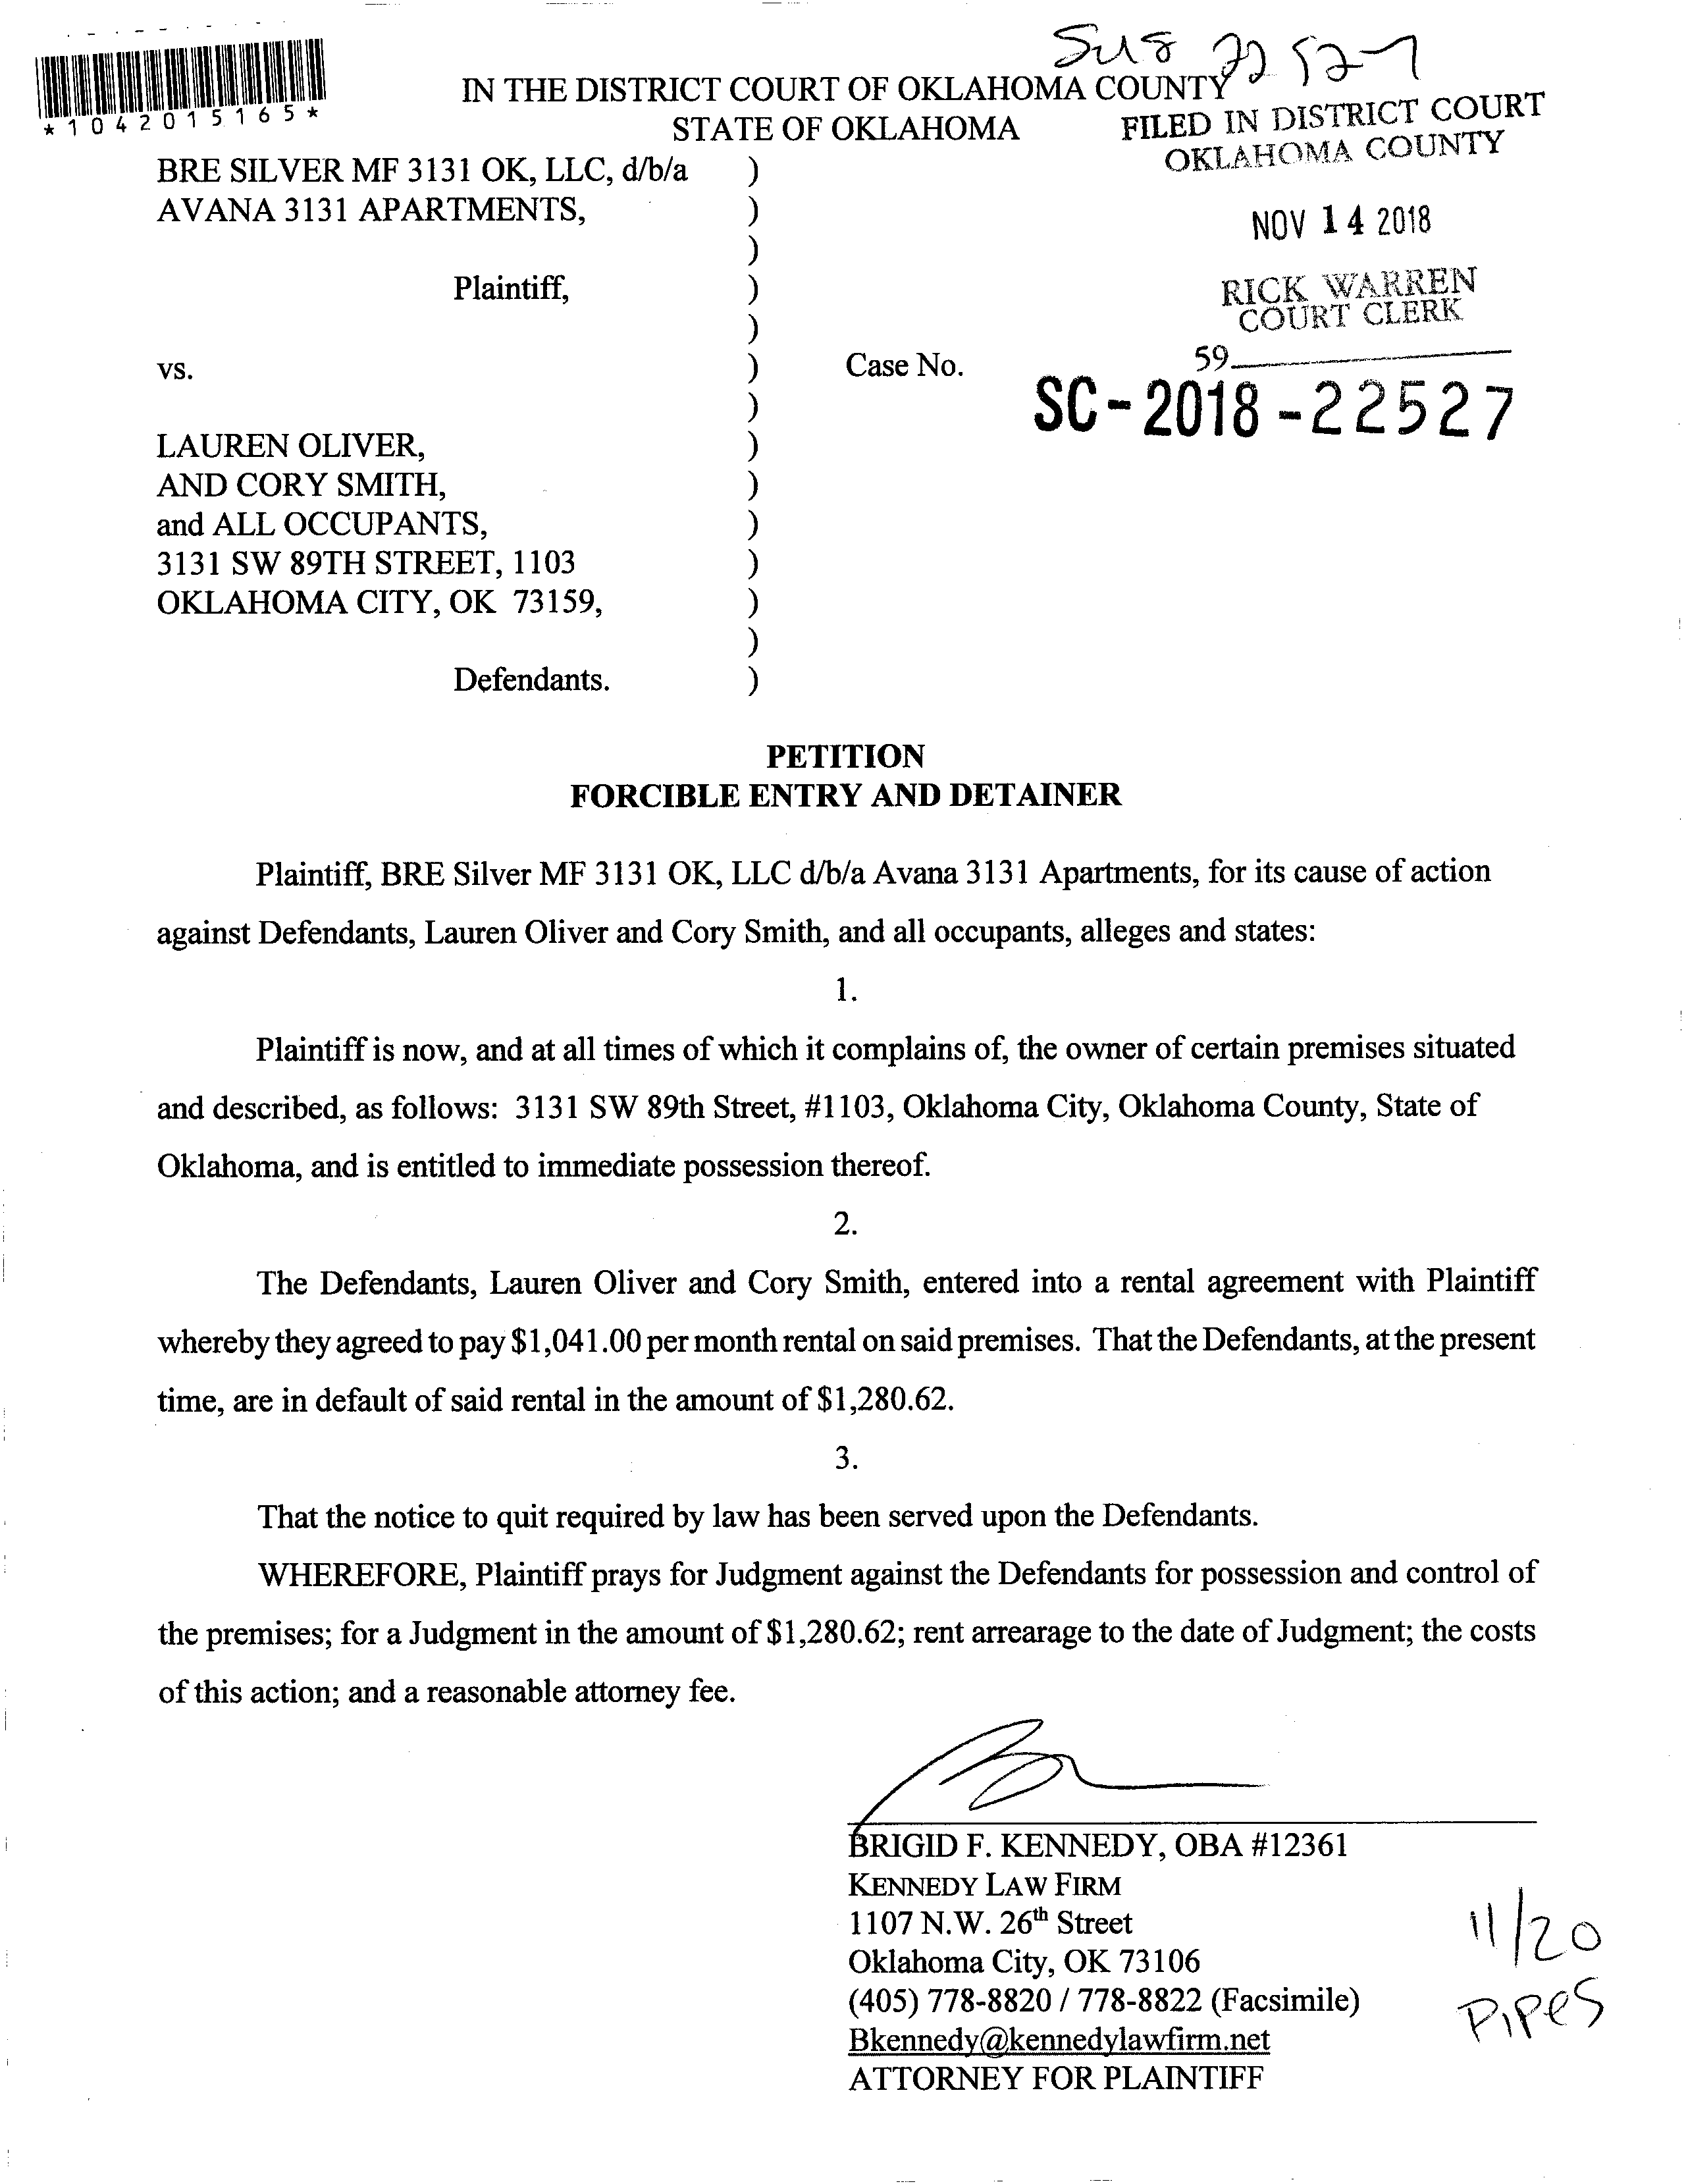 *1042015165*
IN THE DISTRICT COURT OF OKLAHOMA COUNTY
STATE OF OKLAHOMA
FILED IN DISTRICT COURT
OKLAHOMA COUNTY
NOV 14 2018
RICK WARREN
COURT CLERK
59
BRE SILVER MF 3131 OK, LLC, d/b/a )
AVANA 3131 APARTMENTS, )
)
Plaintiff, )
)
vs. ) Case No.
SC-2018-22527
)
LAUREN OLIVER, )
AND CORY SMITH, )
and ALL OCCUPANTS, )
3131 SW 89TH STREET, 1103 )
OKLAHOMA CITY, OK 73159, )
)
Defendants. )
PETITION
FORCIBLE ENTRY AND DETAINER
Plaintiff, BRE Silver MF 3131 OK, LLC d/b/a Avana 3131 Apartments, for its cause of action
against Defendants, Lauren Oliver and Cory Smith, and all occupants, alleges and states:
1.
Plaintiff is now, and at all times of which it complains of, the owner of certain premises situated
and described, as follows: 3131 SW 89th Street, #1103, Oklahoma City, Oklahoma County, State of
Oklahoma, and is entitled to immediate possession thereof.
2.
The Defendants, Lauren Oliver and Cory Smith, entered into a rental agreement with Plaintiff
whereby they agreed to pay $1,041.00 per month rental on said premises. That the Defendants, at the present
time, are in default of said rental in the amount of $1,280.62.
3.
That the notice to quit required by law has been served upon the Defendants.
WHEREFORE, Plaintiff prays for Judgment against the Defendants for possession and control of
the premises; for a Judgment in the amount of $1,280.62; rent arrearage to the date of Judgment; the costs
of this action; and a reasonable attorney fee.
BRIGID F. KENNEDY, OBA #12361
KENNEDY LAW FIRM
1107 N.W. 26th Street
Oklahoma City, OK 73106
(405) 778-8820 / 778-8822 (Facsimile)
Bkennedy@kennedylawfirm.net
ATTORNEY FOR PLAINTIFF
11/20
PIPES